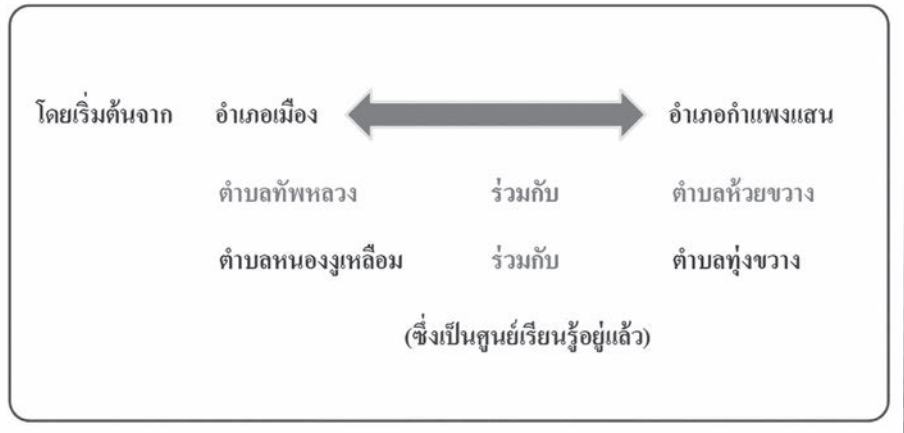 โดยเริ่มต้นจาก อำเภอเมือง อำเภอกำแพงแสน
ตำบลทัพหลวง ร่วมกับ ตำบลห้วยขวาง
ตำบลหนองงูเหลือม ร่วมกับ ตำบลทุ่งขวาง
(ซึ่งเป็นศูนย์เรียนรู้อยู่แล้ว)